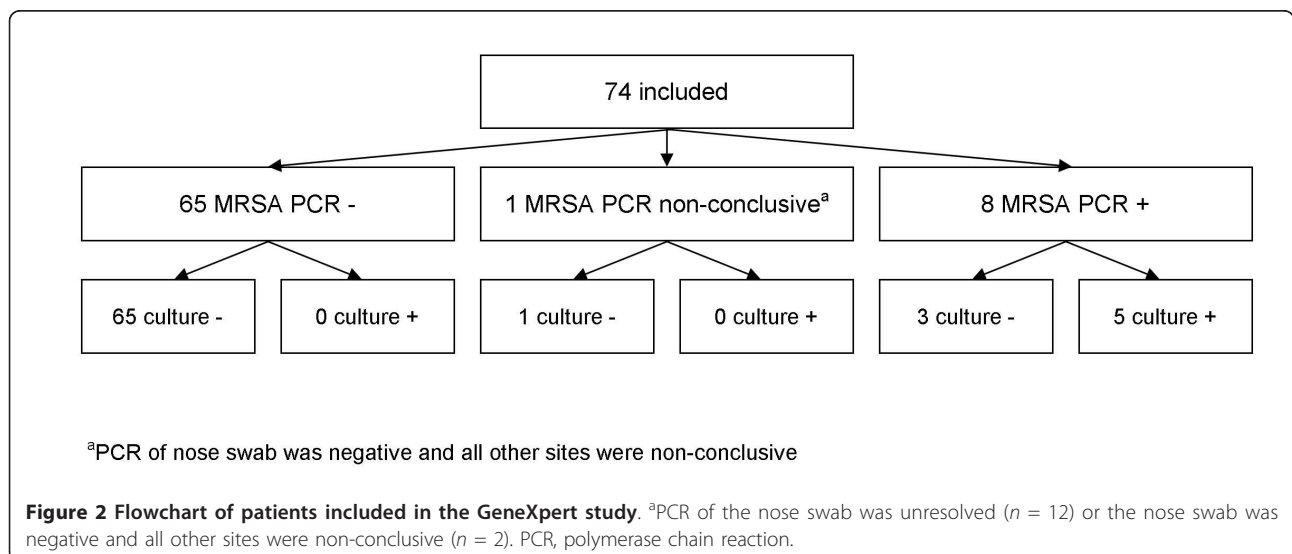 74 included
65 MRSA PCR -
1 MRSA PCR non-conclusiveª
8 MRSA PCR +
65 culture -
0 culture +
1 culture -
0 culture +
3 culture -
5 culture +
ªPCR of nose swab was negative and all other sites were non-conclusive
Figure 2 Flowchart of patients included in the GeneXpert study. ªPCR of the nose swab was unresolved (n = 12) or the nose swab was
negative and all other sites were non-conclusive (n = 2). PCR, polymerase chain reaction.